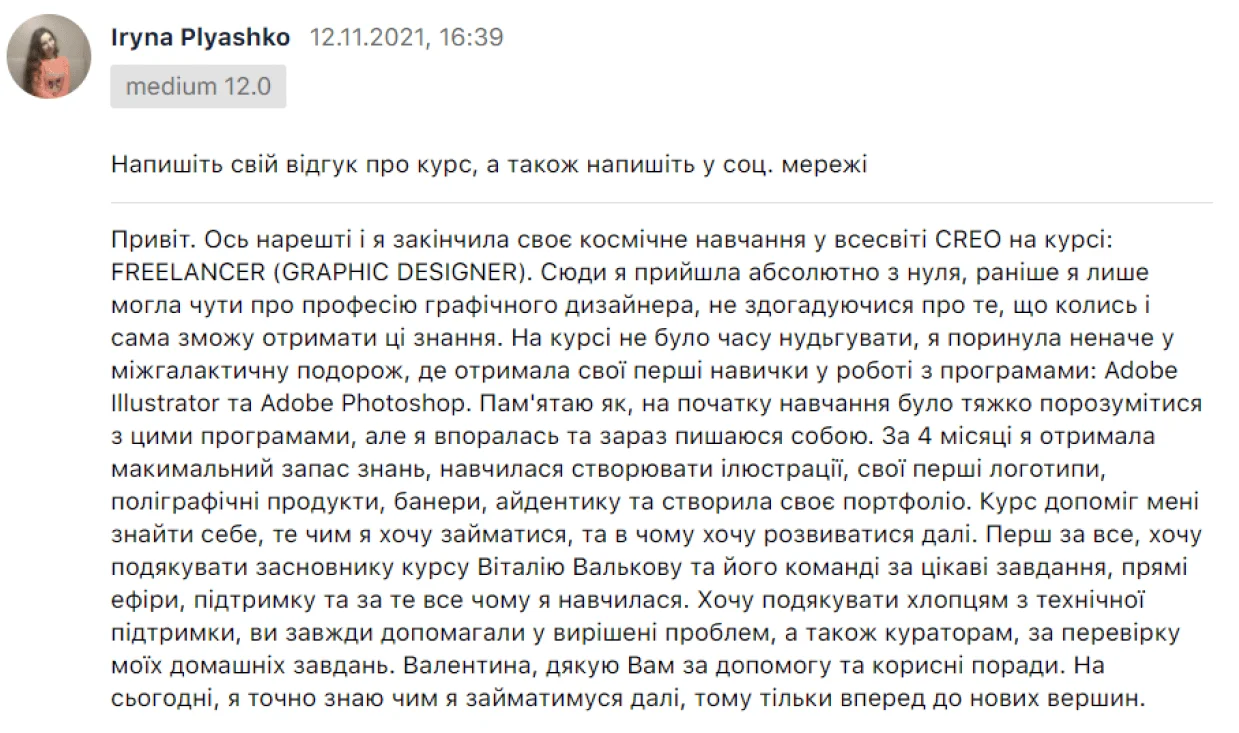 Iryna Plyashko 12.11.2021, 16:39
medium 12.0
Напишіть свій відгук про курс, а також напишіть у соц. мережі
Привіт. Ось нарешті і я закінчила своє космічне навчання у всесвіті CREO на курсі:
FREELANCER (GRAPHIC DESIGNER). Сюди я прийшла абсолютно з нуля, раніше я лише
могла чути про професію графічного дизайнера, не здогадуючися про те, що колись і
сама зможу отримати ці знання. На курсі не було часу нудьгувати, я поринула неначе у
міжгалактичну подорож, де отримала свої перші навички у роботі з програмами: Adobe
Illustrator та Adobe Photoshop. Пам'ятаю як, на початку навчання було тяжко порозумітися
з цими програмами, але я впоралась та зараз пишаюся собою. За 4 місяці я отримала
макимальний запас знань, навчилася створювати ілюстрації, свої перші логотипи,
поліграфічні продукти, банери, айдентику та створила своє портфоліо. Курс допоміг мені
знайти себе, те чим я хочу займатися, та в чому хочу розвиватися далі. Перш за все, хочу
подякувати засновнику курсу Віталію Валькову та його команді за цікаві завдання, прямі
ефіри, підтримку та за те все чому я навчилася. Хочу подякувати хлопцям з технічної
підтримки, ви завжди допомагали у вирішені проблем, а також кураторам, за перевірку
моїх домашніх завдань. Валентина, дякую Вам за допомогу та корисні поради. На
сьогодні, я точно знаю чим я займатимуся далі, тому тільки вперед до нових вершин.